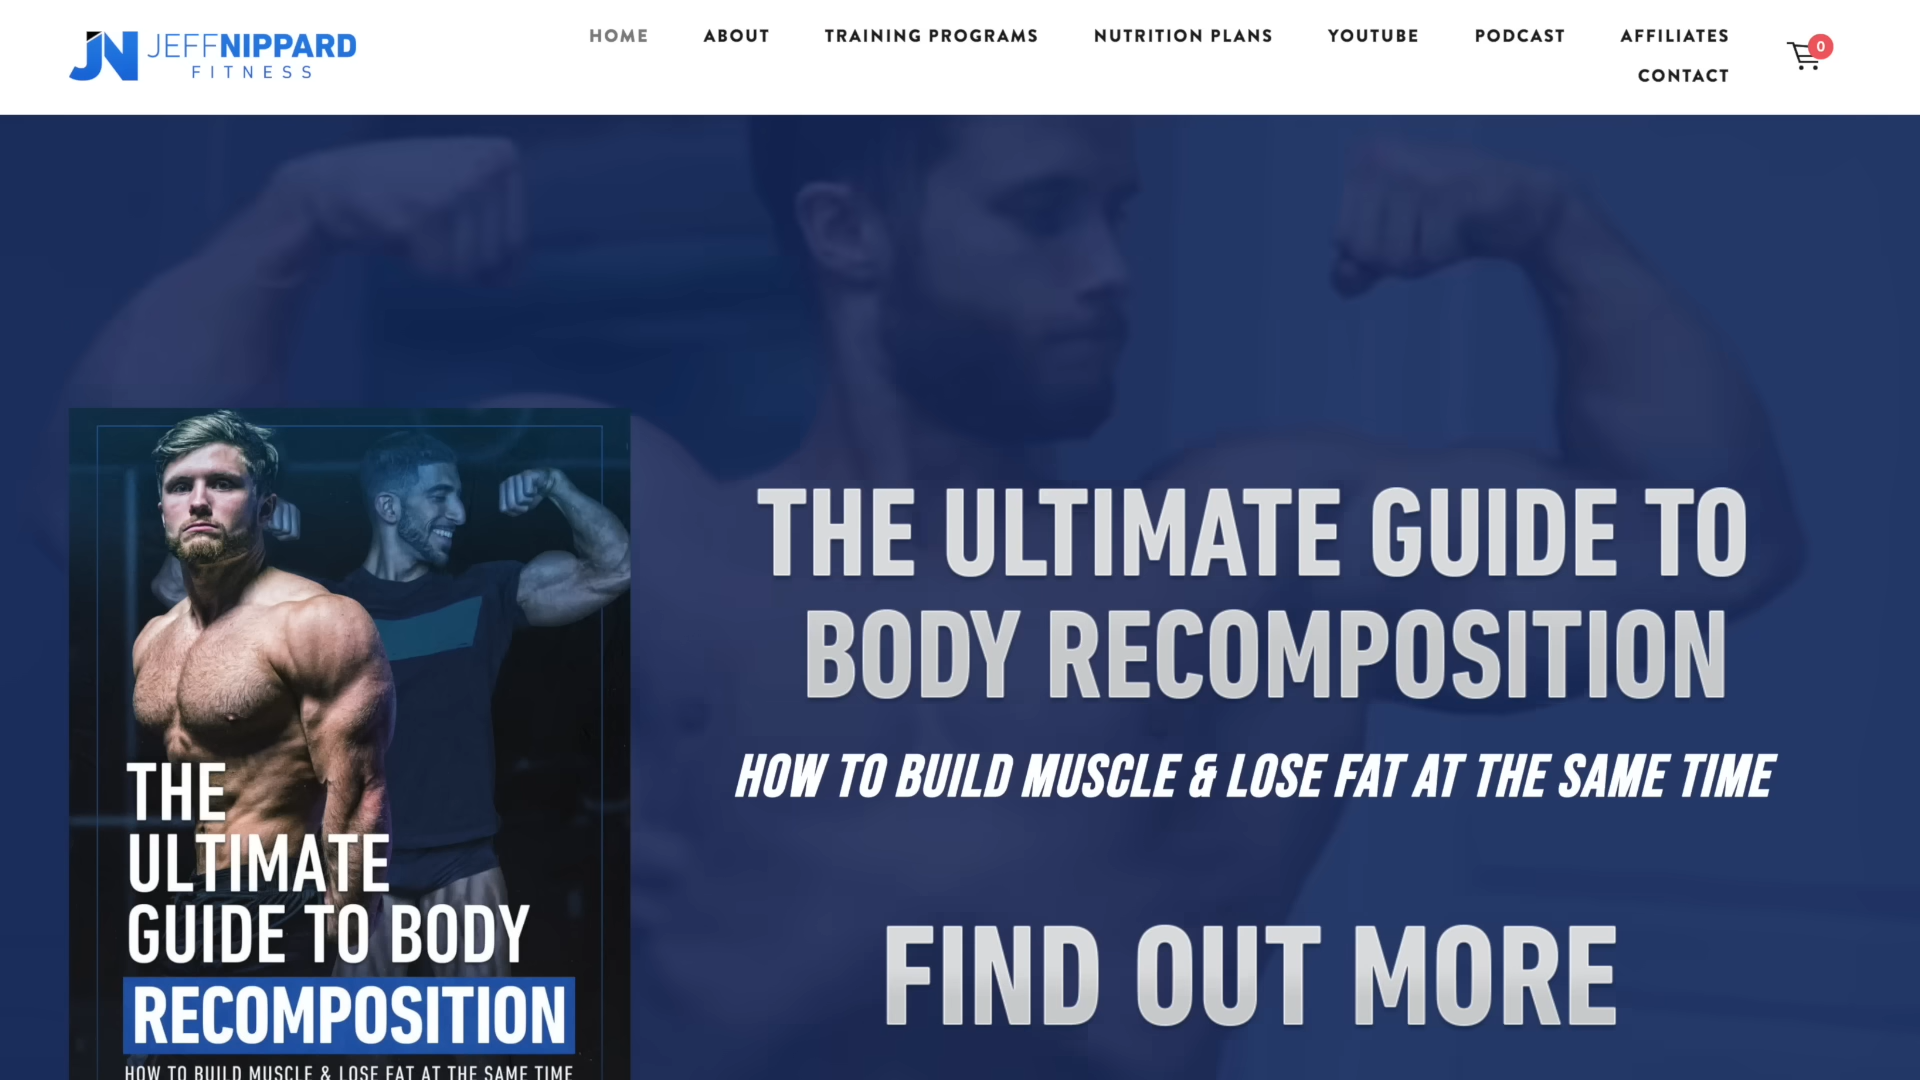 JN JEFFNIPPARD
FITNESS
HOME ABOUT TRAINING PROGRAMS NUTRITION PLANS YOUTUBE PODCAST AFFILIATES
CONTACT
0
THE ULTIMATE GUIDE TO
BODY RECOMPOSITION
HOW TO BUILD MUSCLE & LOSE FAT AT THE SAME TIME
FIND OUT MORE
THE
ULTIMATE
GUIDE TO BODY
RECOMPOSITION
HOW TO BUILD MUSCLE & LOSE FAT AT THE SAME TIME